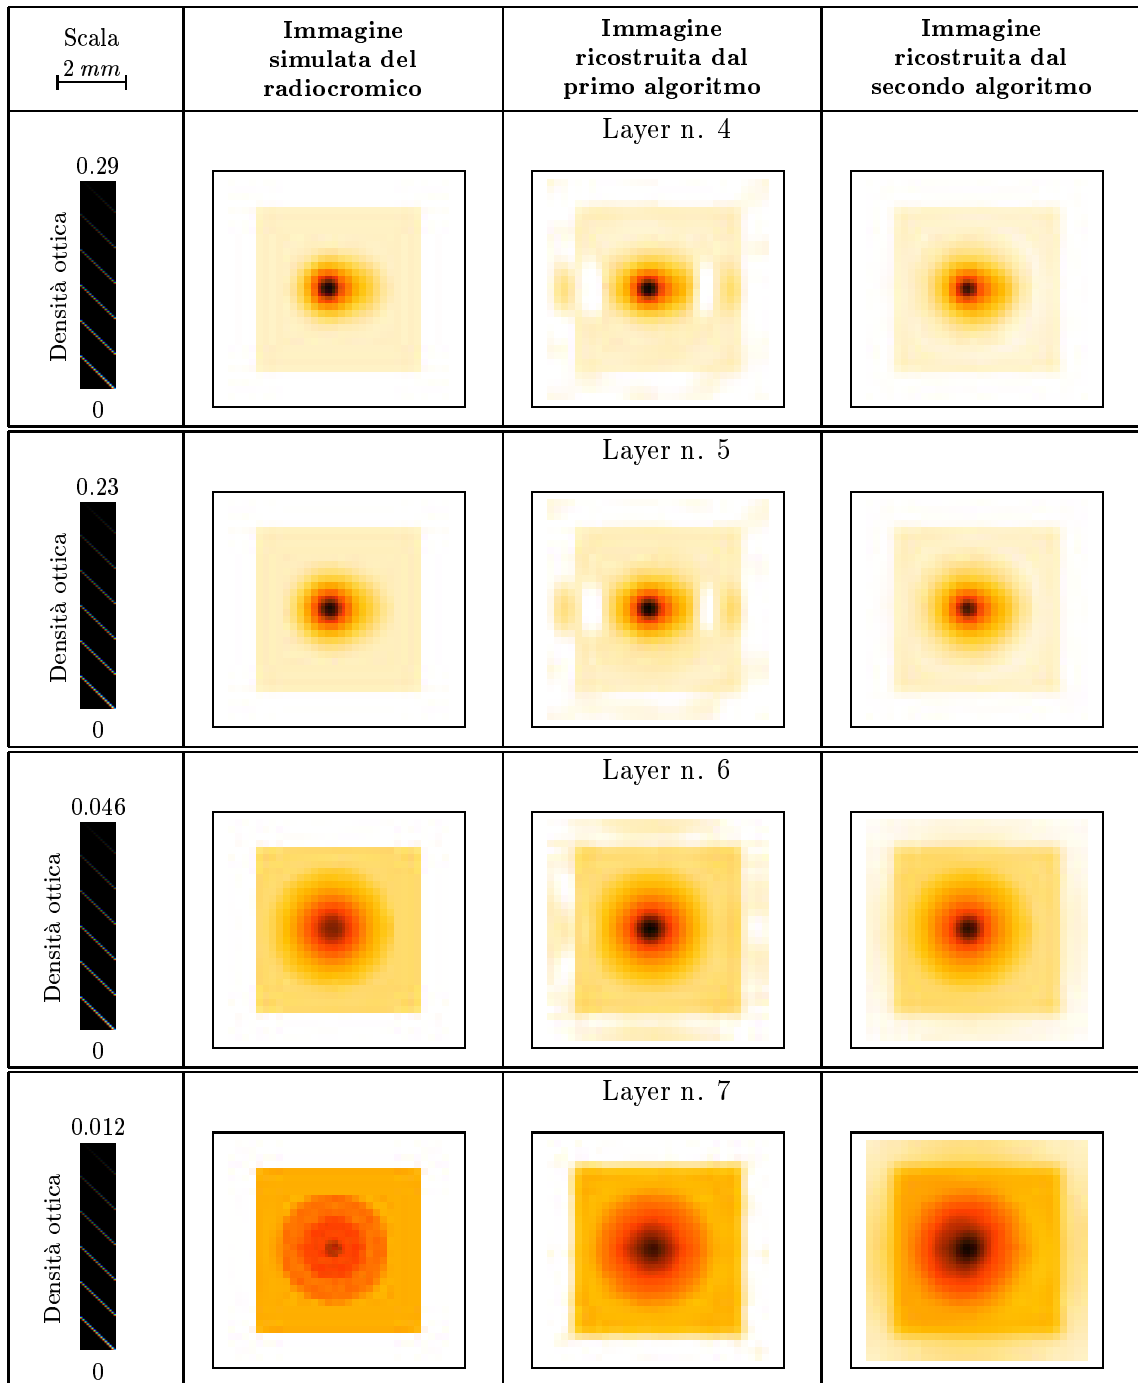 Scala
2 mm
Immagine
simulata del
radiocromico
Immagine
ricostruita dal
primo algoritmo
Immagine
ricostruita dal
secondo algoritmo
Layer n. 4
0.29
Densità ottica
0
Layer n. 5
0.23
Densità ottica
0
Layer n. 6
0.046
Densità ottica
0
Layer n. 7
0.012
Densità ottica
0